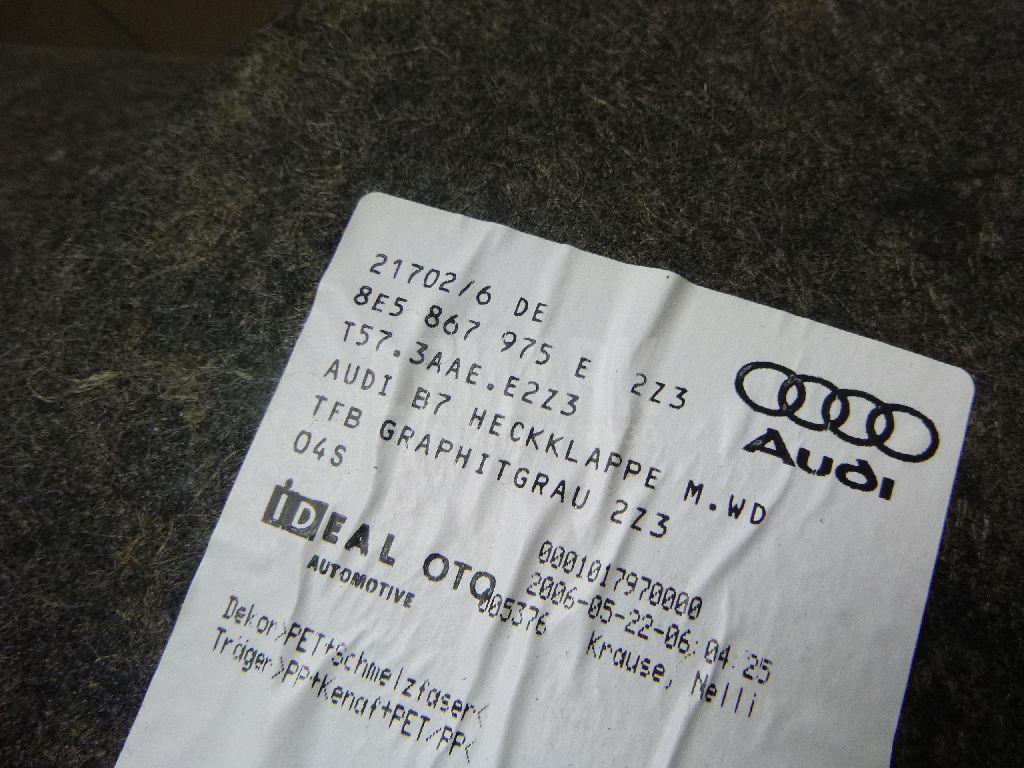 21702/6 DE
8E5 867 975 E 2Z3
T57.3AAE.E2Z3
AUDI B7 HECKKLAPPE M.WD
TFB GRAPHITGRAU 2Z3
04S
Audi
iDEAL OTO
AUTOMOTIVE
0001017970000
2006-05-22-06:04:25
005376 Krause, Nelli
Dekor>PET+Schmelzfaser<
Träger>PP+Kenaf+PET/PP<